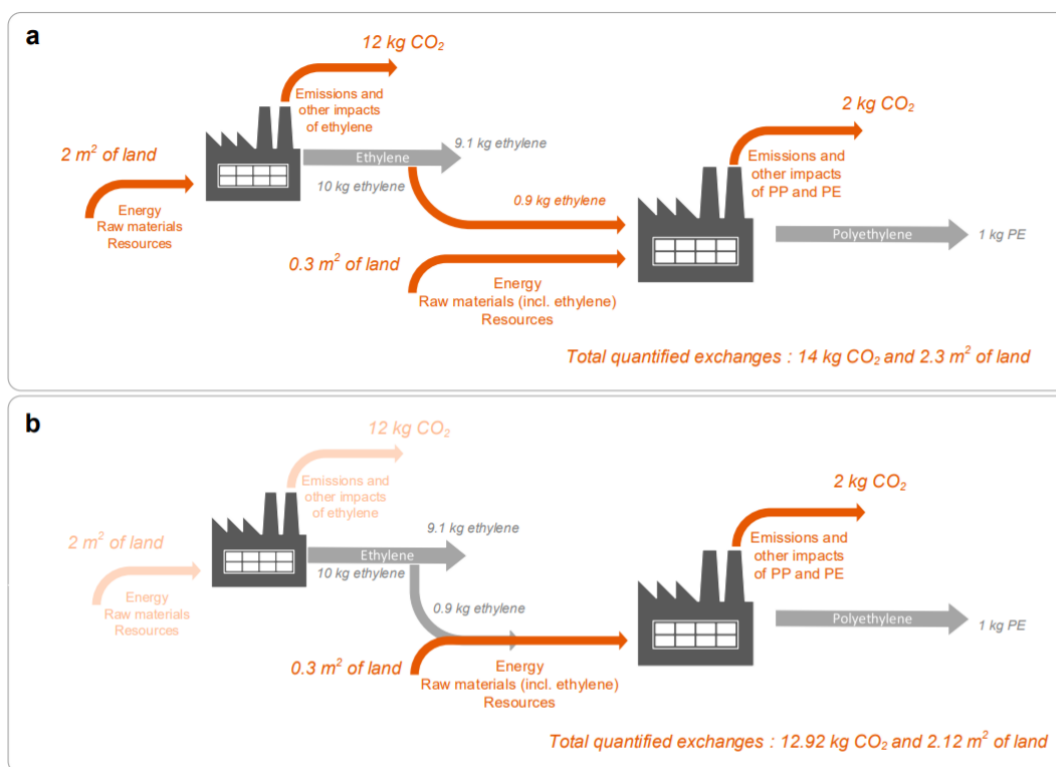 a
12 kg CO2
Emissions and
other impacts
of ethylene
2 m2 of land
Energy
Raw materials
Resources
Ethylene
9.1 kg ethylene
10 kg ethylene
0.9 kg ethylene
0.3 m2 of land
Energy
Raw materials (incl. ethylene)
Resources
2 kg CO2
Emissions and
other impacts
of PP and PE
Polyethylene
1 kg PE
Total quantified exchanges : 14 kg CO2 and 2.3 m2 of land
b
12 kg CO2
Emissions and
other impacts
of ethylene
2 m2 of land
Energy
Raw materials
Resources
Ethylene
9.1 kg ethylene
10 kg ethylene
0.9 kg ethylene
0.3 m2 of land
Energy
Raw materials (incl. ethylene)
Resources
2 kg CO2
Emissions and
other impacts
of PP and PE
Polyethylene
1 kg PE
Total quantified exchanges : 12.92 kg CO2 and 2.12 m2 of land